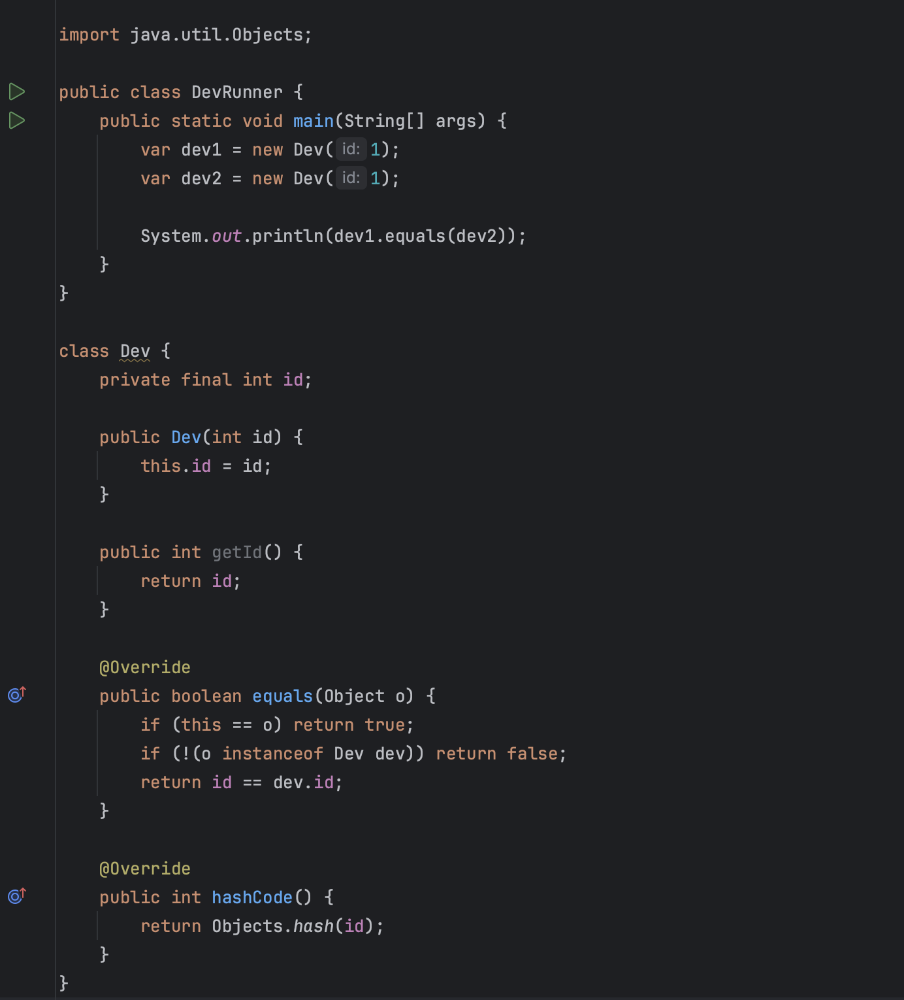 import java.util.Objects;
public class DevRunner {
public static void main(String[] args) {
var dev1 = new Dev( id: 1);
var dev2 = new Dev( id: 1);
System.out.println(dev1.equals(dev2));
}
}
class Dev {
private final int id;
public Dev(int id) {
this.id = id;
}
public int getId() {
return id;
}
@Override
public boolean equals(Object o) {
if (this == o) return true;
if (!(o instanceof Dev dev)) return false;
return id == dev.id;
}
@Override
public int hashCode() {
return Objects.hash(id);
}
}